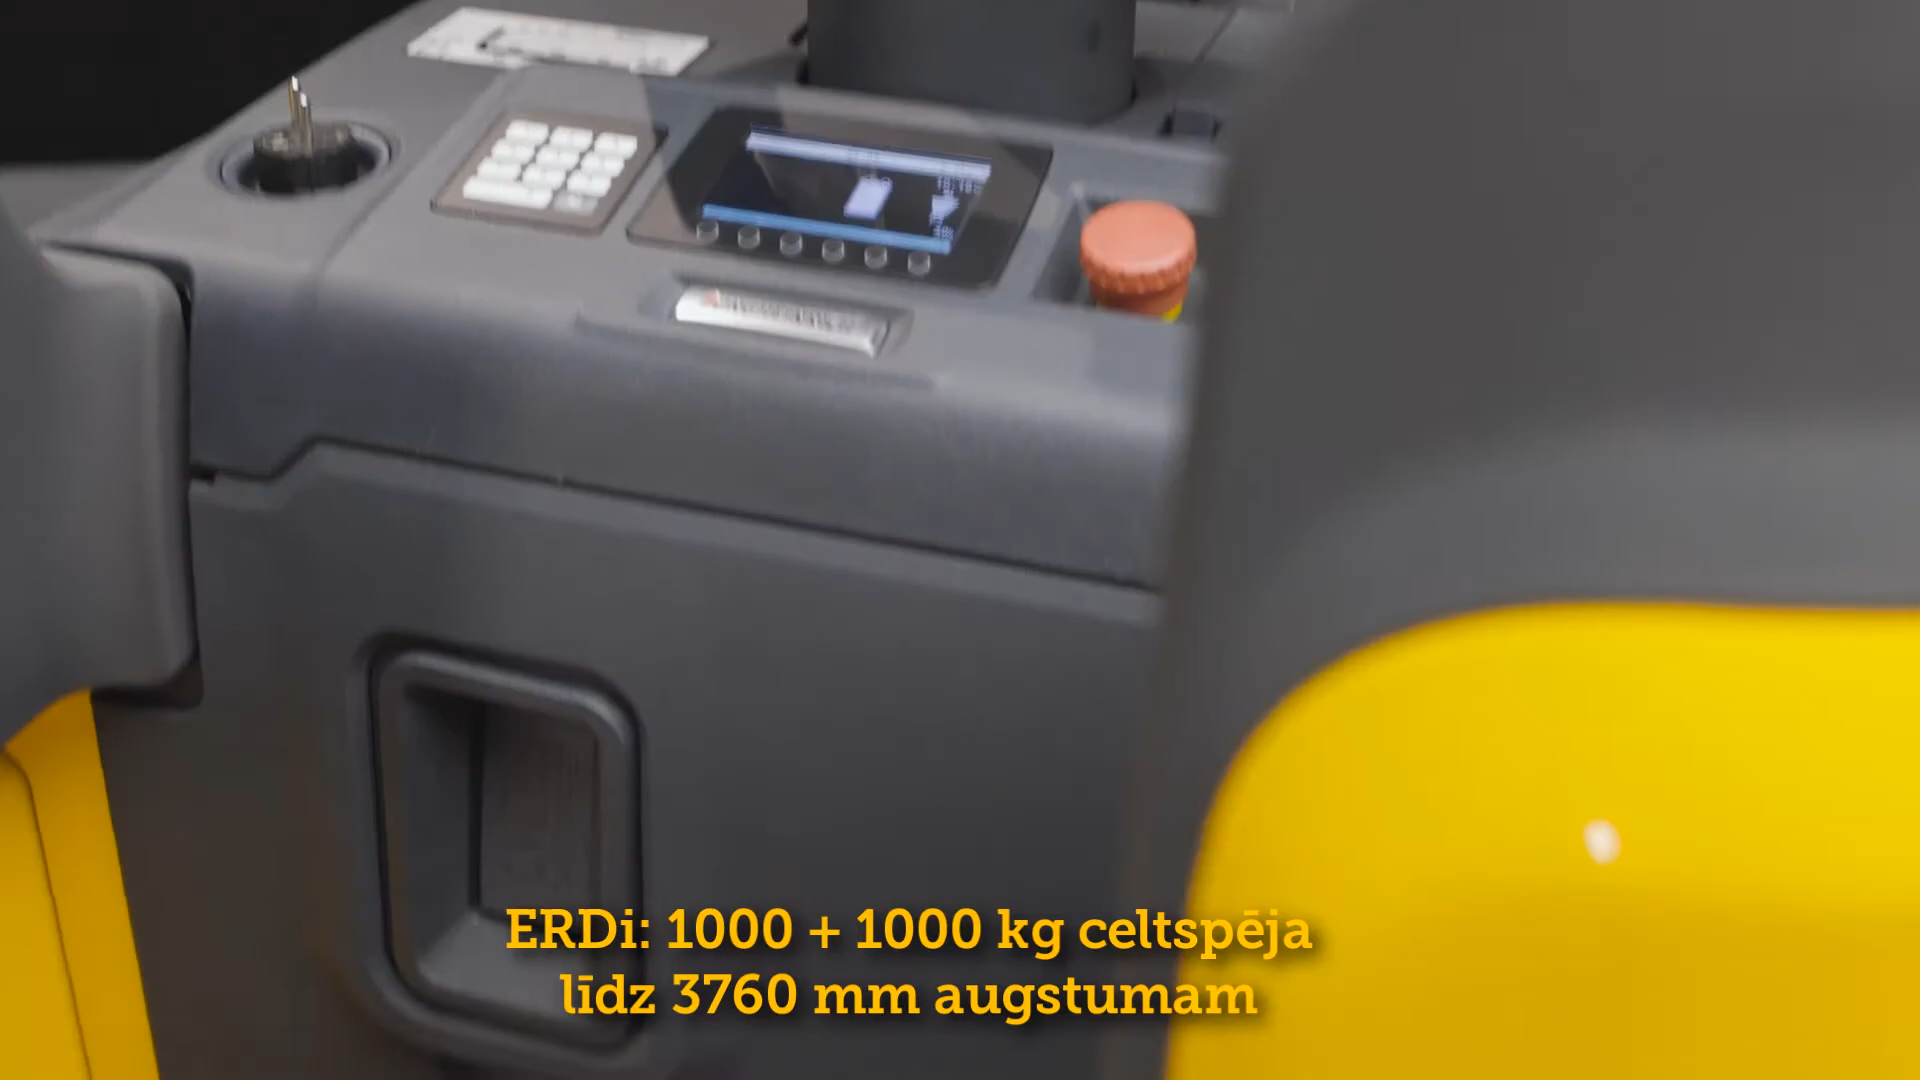 ERDi: 1000 + 1000 kg celtspēja
līdz 3760 mm augstumam